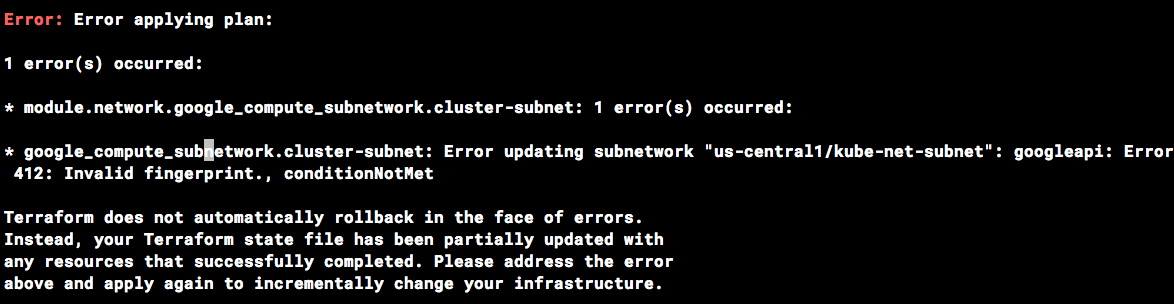 Error: Error applying plan:
1 error(s) occurred:
* module.network.google_compute_subnetwork.cluster-subnet: 1 error(s) occurred:
* google_compute_subnetwork.cluster-subnet: Error updating subnetwork "us-central1/kube-net-subnet": googleapi: Error
412: Invalid fingerprint., conditionNotMet
Terraform does not automatically rollback in the face of errors.
Instead, your Terraform state file has been partially updated with
any resources that successfully completed. Please address the error
above and apply again to incrementally change your infrastructure.